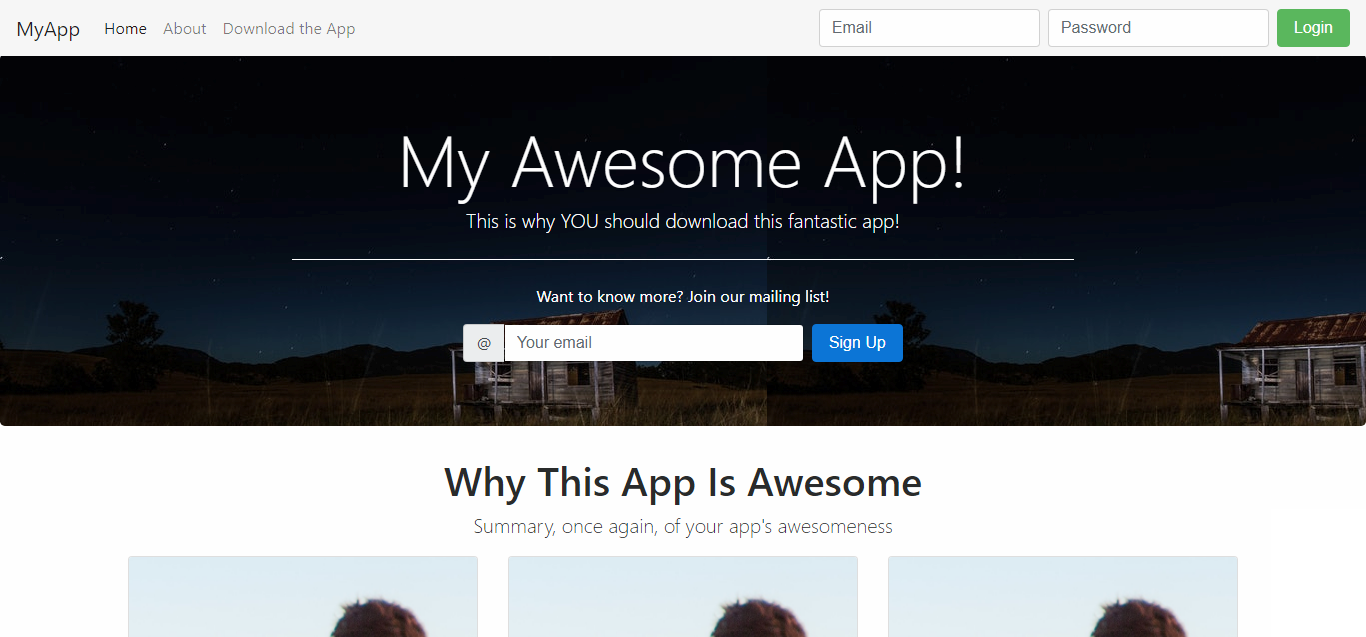 MyApp Home About Download the App Email Password Login
My Awesome App!
This is why YOU should download this fantastic app!
Want to know more? Join our mailing list!
@ Your email Sign Up
Why This App Is Awesome
Summary, once again, of your app's awesomeness